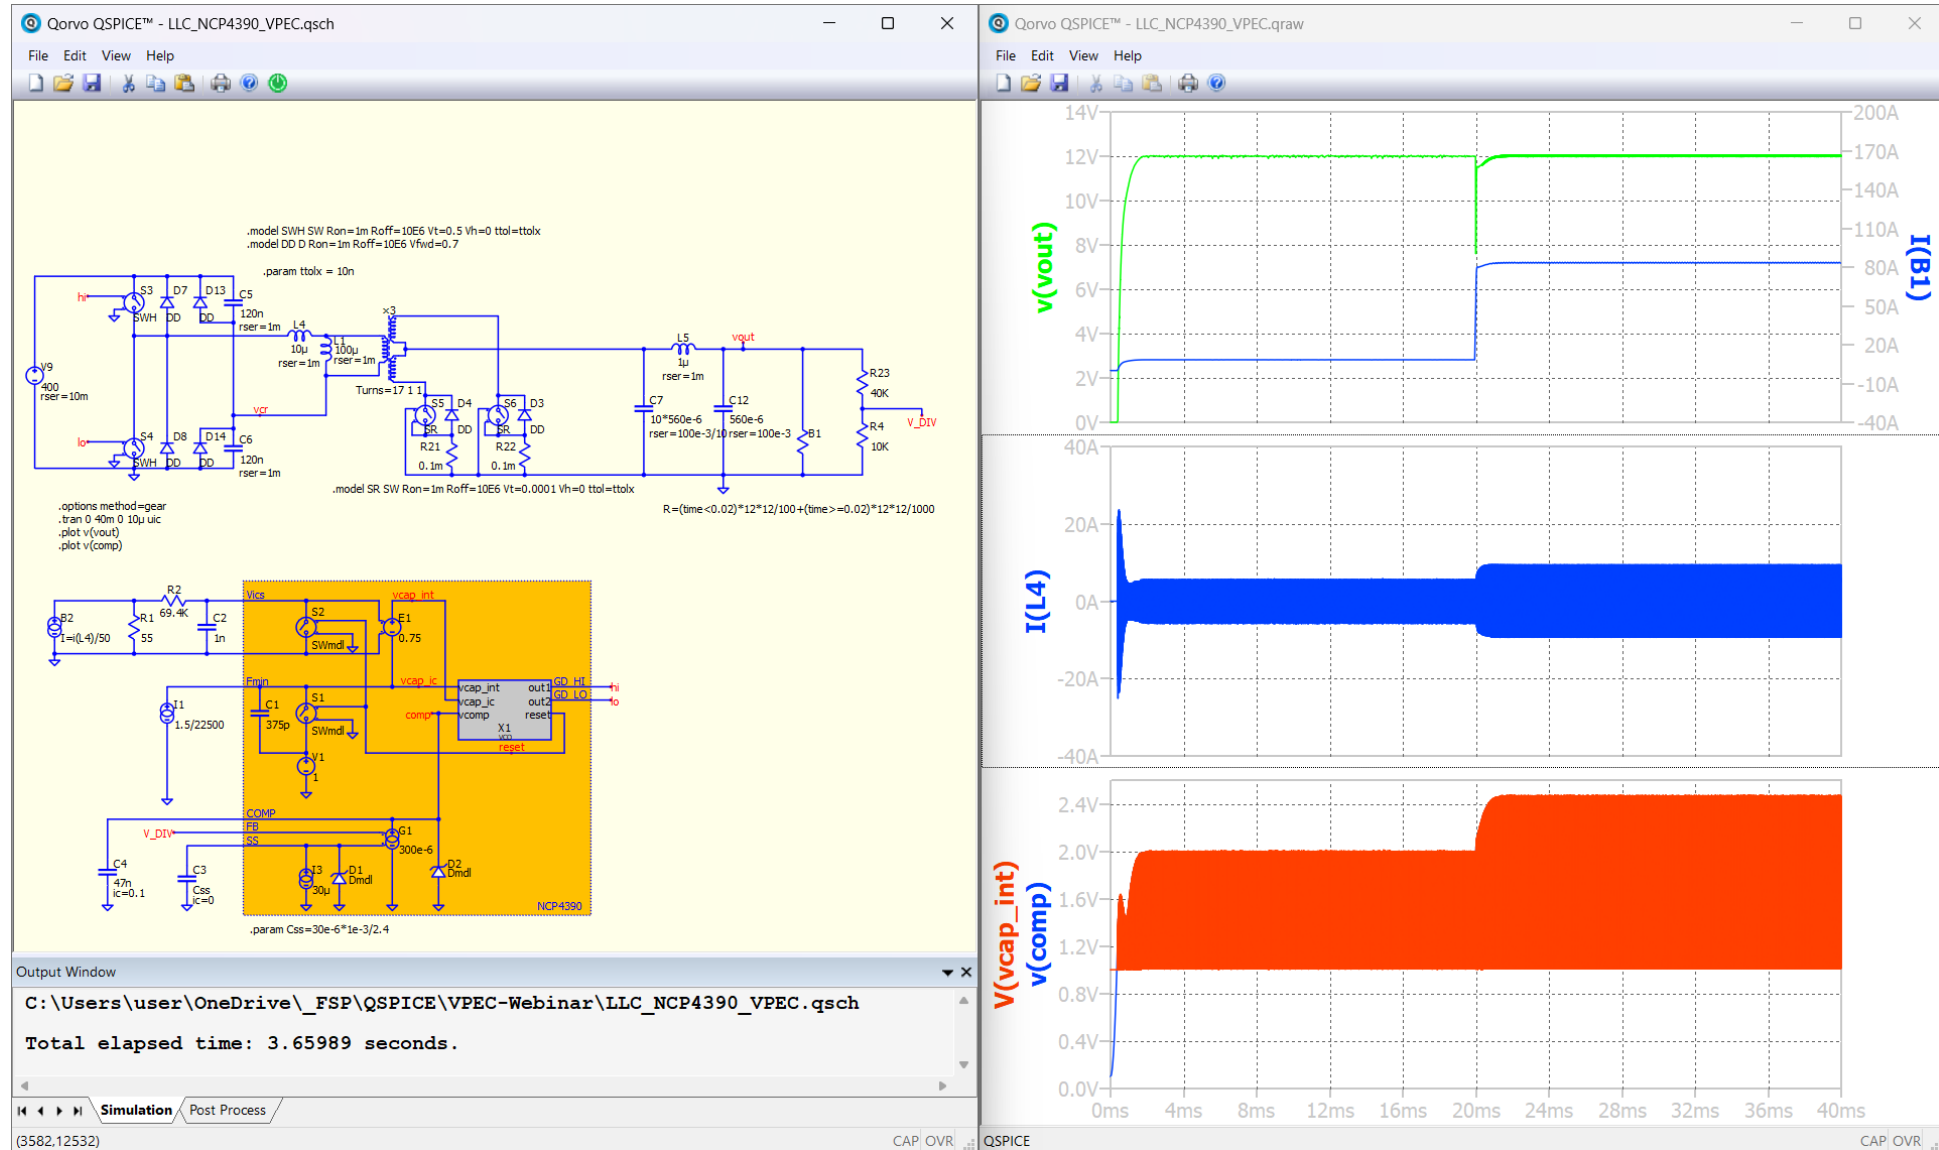 Qorvo QSPICE™ - LLC_NCP4390_VPEC.qsch
File Edit View Help
.model SWH SW Ron=1m Roff=10E6 Vt=0.5 Vh=0 ttol=ttolx
.model DD D Ron=1m Roff=10E6 Vfwd=0.7
.param ttolx = 10n
hi
S3
SWH
D7
DD
D13
DD
C5
120n
rser=1m
L4
10µ
rser=1m
L1
100µ
rser=1m
×3
Turns=17 1 1
V9
400
rser=10m
vcr
lo
S4
SWH
D8
DD
D14
DD
C6
120n
rser=1m
S5
SR
D4
DD
R21
0.1m
S6
SR
D3
DD
R22
0.1m
L5
1µ
rser=1m
vout
C7
10*560e-6
rser=100e-3/10
C12
560e-6
rser=100e-3
B1
R23
40K
V_DIV
R4
10K
.model SR SW Ron=1m Roff=10E6 Vt=0.0001 Vh=0 ttol=ttolx
R=(time<0.02)*12*12/100+(time>=0.02)*12*12/1000
.options method=gear
.tran 0 40m 0 10µ uic
.plot v(vout)
.plot v(comp)
B2
I=i(L4)/50
R1
55
R2
69.4K
C2
1n
Vics
S2
SWmdl
vcap_int
E1
0.75
Fmin
vcap_ic
I1
1.5/22500
C1
375p
S1
SWmdl
V1
1
comp
vcap_int
vcap_ic
vcomp
out1
out2
reset
X1
VCO
GD_HI
GD_LO
hi
lo
reset
COMP
FB
SS
V_DIV
C4
47n
ic=0.1
C3
Css
ic=0
I3
30µ
D1
Dmdl
G1
300e-6
D2
Dmdl
NCP4390
.param Css=30e-6*1e-3/2.4
Output Window
C:\Users\user\OneDrive\_FSP\QSPICE\VPEC-Webinar\LLC_NCP4390_VPEC.qsch
Total elapsed time: 3.65989 seconds.
Simulation Post Process
(3582,12532) CAP OVR
Qorvo QSPICE™ - LLC_NCP4390_VPEC.qraw
File Edit View Help
14V
12V
10V
8V
6V
4V
2V
0V
v(vout)
200A
170A
140A
110A
80A
50A
20A
-10A
-40A
I(B1)
40A
20A
0A
-20A
-40A
I(L4)
2.4V
2.0V
1.6V
1.2V
0.8V
0.4V
0.0V
V(vcap_int)
v(comp)
0ms 4ms 8ms 12ms 16ms 20ms 24ms 28ms 32ms 36ms 40ms
QSPICE CAP OVR